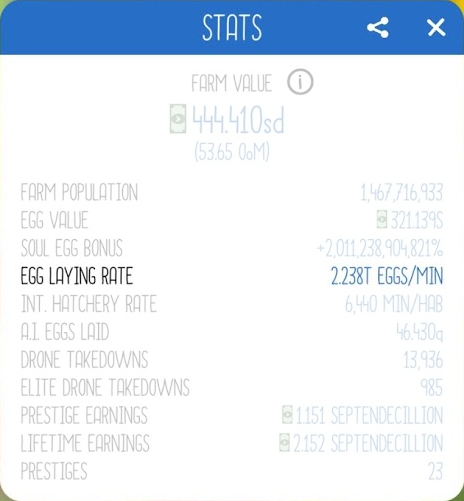 STATS
FARM VALUE i
444.410sd
(53.65 OoM)
FARM POPULATION 1,467,716,933
EGG VALUE 321.139S
SOUL EGG BONUS +2,011,238,904,821%
EGG LAYING RATE 2.238T EGGS/MIN
INT. HATCHERY RATE 6,440 MIN/HAB
A.I. EGGS LAID 46.430q
DRONE TAKEDOWNS 13,936
ELITE DRONE TAKEDOWNS 985
PRESTIGE EARNINGS 1.151 SEPTENDECILLION
LIFETIME EARNINGS 2.152 SEPTENDECILLION
PRESTIGES 23